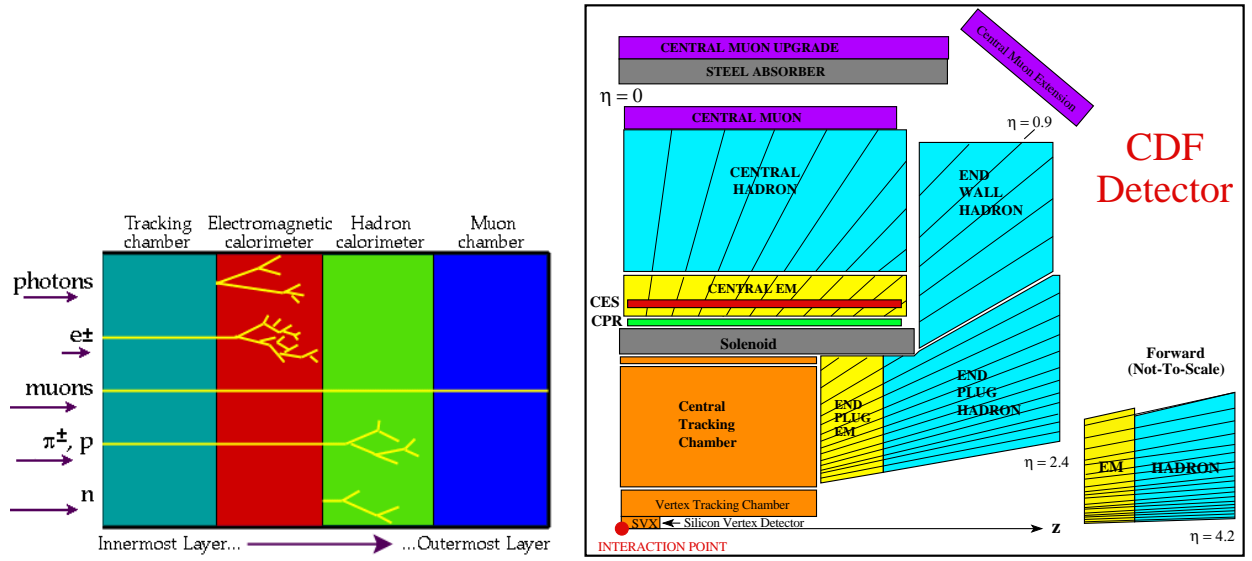 Tracking
chamber
Electromagnetic
calorimeter
Hadron
calorimeter
Muon
chamber
photons
e±
muons
π±, p
n
Innermost Layer...
...Outermost Layer
CENTRAL MUON UPGRADE
STEEL ABSORBER
Central Muon Extension
η = 0
CENTRAL MUON
η = 0.9
CDF
Detector
CENTRAL
HADRON
END
WALL
HADRON
CENTRAL EM
CES
CPR
Solenoid
Forward
(Not-To-Scale)
Central
Tracking
Chamber
END
PLUG
EM
END
PLUG
HADRON
η = 2.4
EM
HADRON
Vertex Tracking Chamber
SVX
Silicon Vertex Detector
z
η = 4.2
INTERACTION POINT